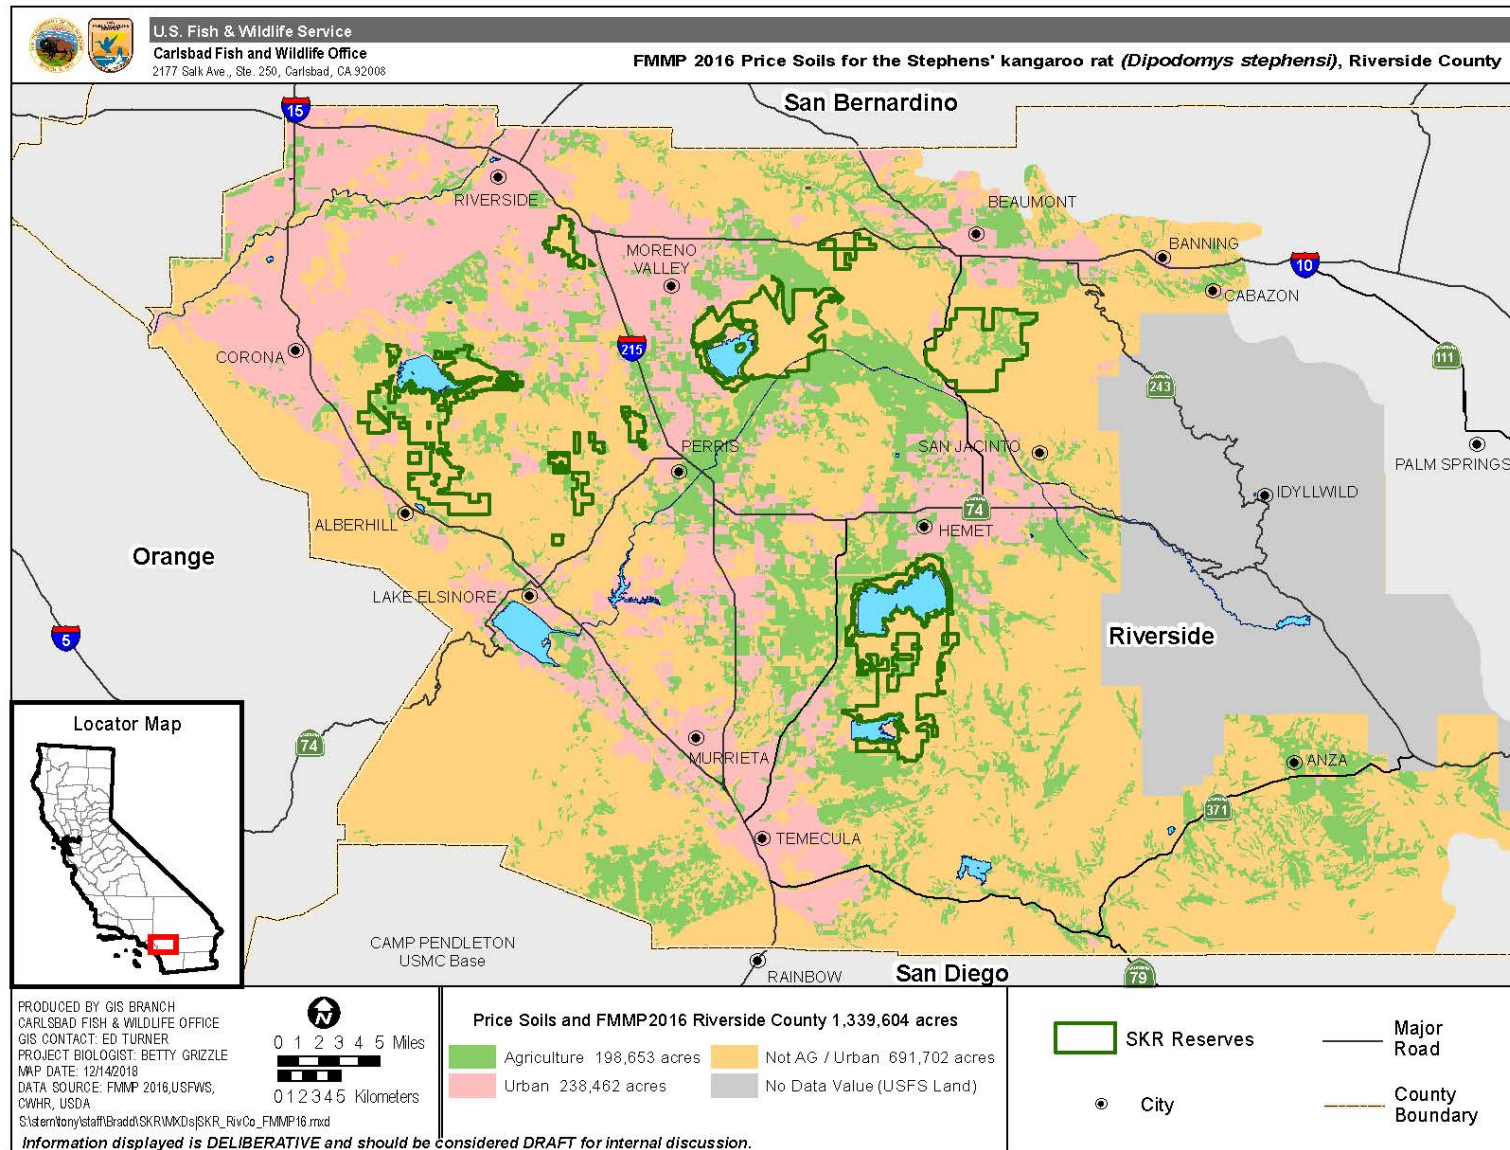 U.S. Fish & Wildlife Service
Carlsbad Fish and Wildlife Office
2177 Salk Ave., Ste. 250, Carlsbad, CA 92008
FMMP 2016 Price Soils for the Stephens' kangaroo rat (Dipodomys stephensi), Riverside County
San Bernardino
15
RIVERSIDE
BEAUMONT
MORENO
VALLEY
BANNING
10
CABAZON
CORONA
215
111
243
PERRIS
SAN JACINTO
PALM SPRINGS
IDYLLWILD
74
ALBERHILL
HEMET
Orange
LAKE ELSINORE
5
Riverside
Locator Map
74
MURRIETA
ANZA
371
TEMECULA
CAMP PENDLETON
USMC Base
RAINBOW
San Diego
79
PRODUCED BY GIS BRANCH
CARLSBAD FISH & WILDLIFE OFFICE
GIS CONTACT: ED TURNER
PROJECT BIOLOGIST: BETTY GRIZZLE
MAP DATE: 12/14/2018
DATA SOURCE: FMMP 2016,USFWS,
CWHR, USDA
S:\stern\tony\staff\Bradd\SKR\MXDs|SKR_RivCo_FMMP16.mxd
N
0 1 2 3 4 5 Miles
0 1 2 3 4 5 Kilometers
Price Soils and FMMP2016 Riverside County 1,339,604 acres
Agriculture 198,653 acres
Not AG / Urban 691,702 acres
Urban 238,462 acres
No Data Value (USFS Land)
SKR Reserves
Major
Road
City
County
Boundary
Information displayed is DELIBERATIVE and should be considered DRAFT for internal discussion.